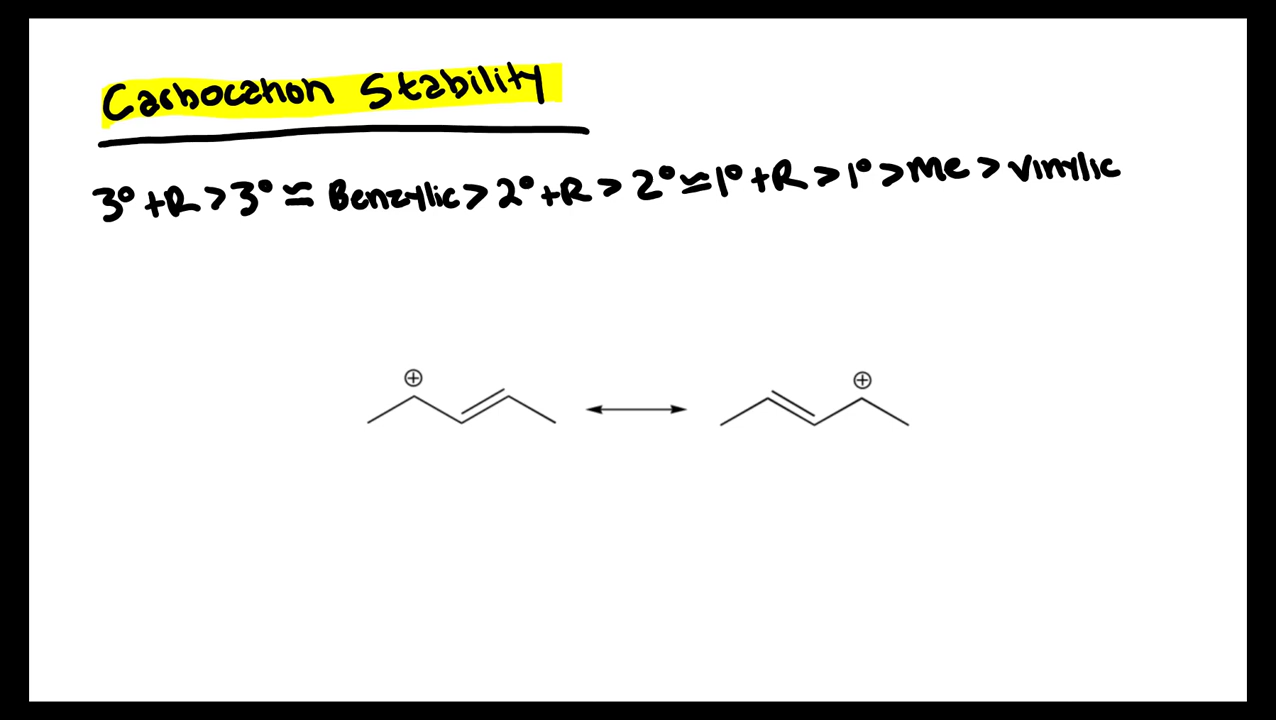 Carbocation Stability
3° +R > 3° ≃ Benzylic > 2° +R > 2° ≃ 1° +R > 1° > Me > Vinylic
⊕ ⊕